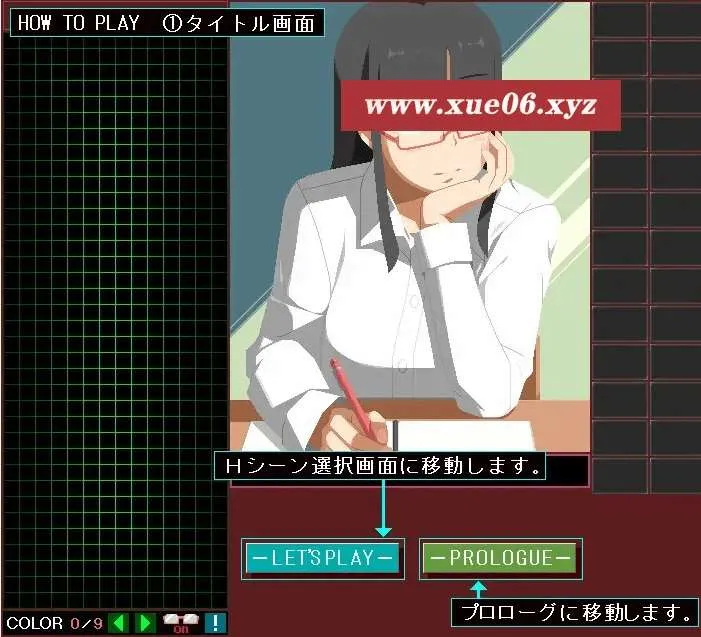 HOW TO PLAY　①タイトル画面
www.xue06.xyz
Hシーン選択画面に移動します。
－LET'S PLAY－
－PROLOGUE－
プロローグに移動します。
COLOR 0/9
on
!